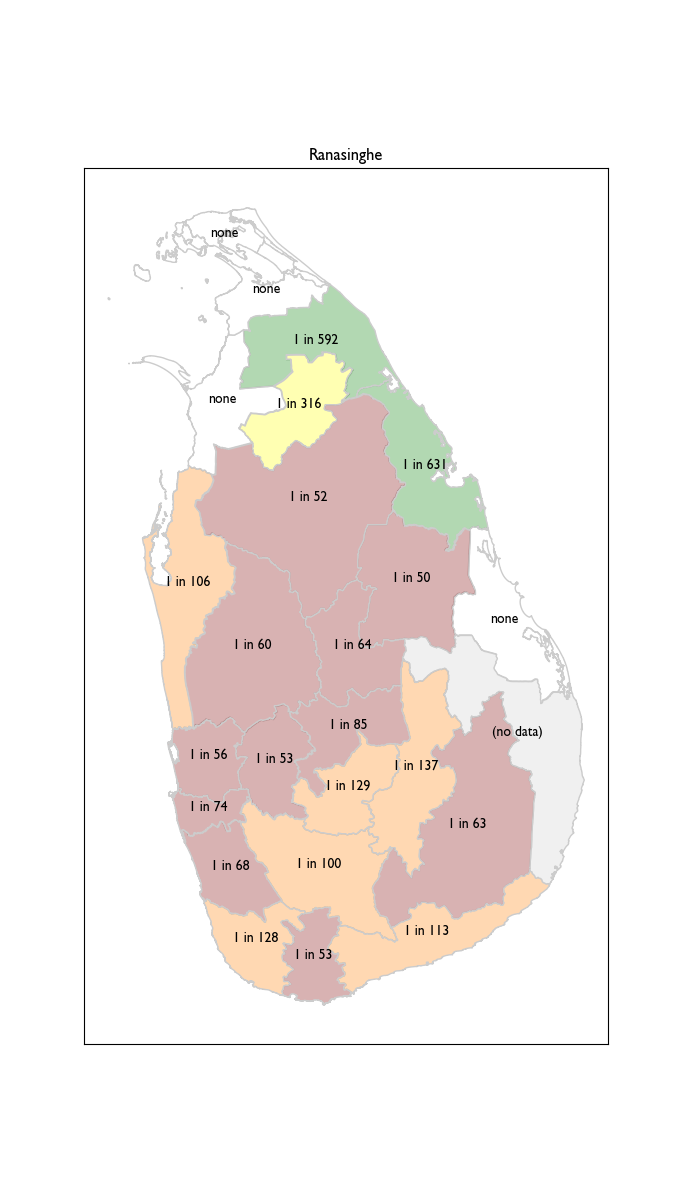 Ranasinghe
none
none
1 in 592
none
1 in 316
1 in 631
1 in 52
1 in 50
1 in 106
none
1 in 60
1 in 64
1 in 85
(no data)
1 in 56
1 in 53
1 in 137
1 in 129
1 in 74
1 in 63
1 in 100
1 in 68
1 in 113
1 in 128
1 in 53